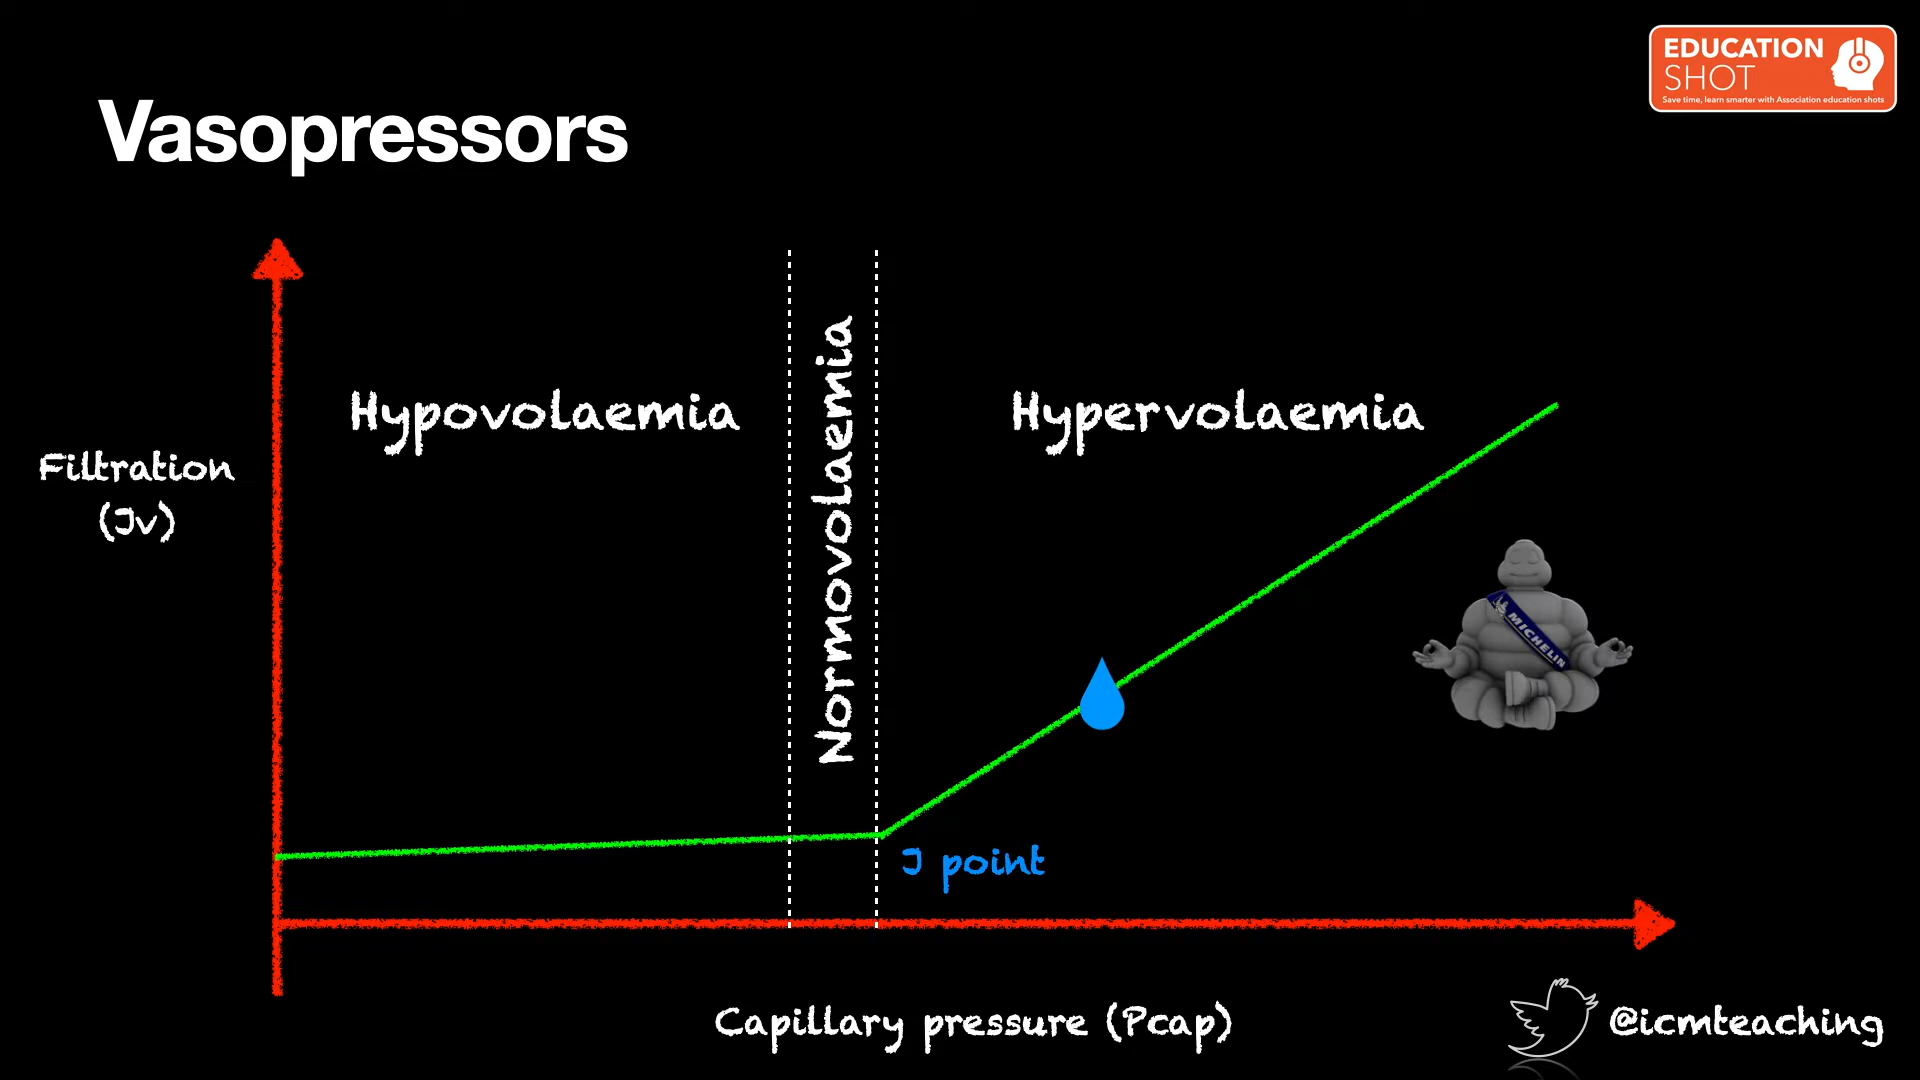 EDUCATION
SHOT
Save time, learn smarter with Association education shots
Vasopressors
Normovolaemia
Hypovolaemia
Hypervolaemia
Filtration
(Jv)
MICHELIN
J point
Capillary pressure (Pcap)
@icmteaching